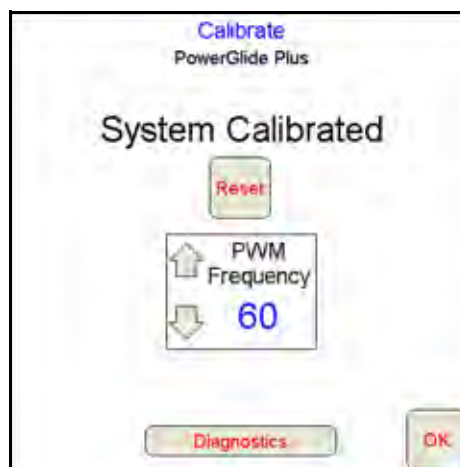 Calibrate
PowerGlide Plus
System Calibrated
Reset
PWM
Frequency
60
Diagnostics
OK